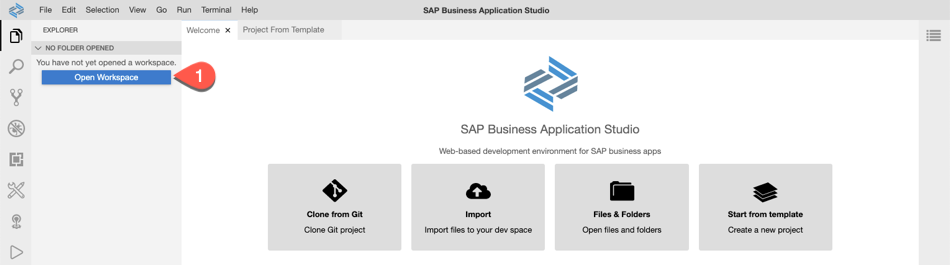 File Edit Selection View Go Run Terminal Help SAP Business Application Studio
EXPLORER
NO FOLDER OPENED
You have not yet opened a workspace.
Open Workspace
1
Welcome × Project From Template
SAP Business Application Studio
Web-based development environment for SAP business apps
Clone from Git
Clone Git project
Import
Import files to your dev space
Files & Folders
Open files and folders
Start from template
Create a new project